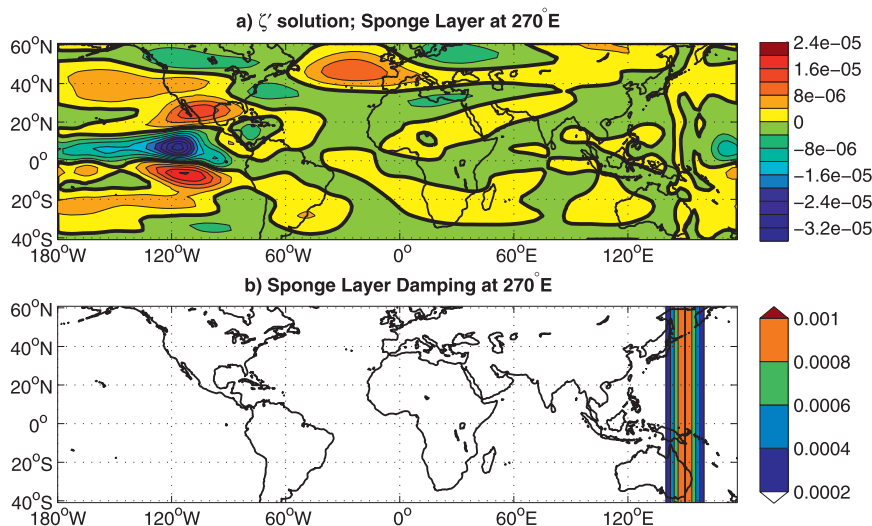 a) ζ′ solution; Sponge Layer at 270°E
60°N
40°N
20°N
0°
20°S
40°S
180°W 120°W 60°W 0° 60°E 120°E
2.4e−05
1.6e−05
8e−06
0
−8e−06
−1.6e−05
−2.4e−05
−3.2e−05
b) Sponge Layer Damping at 270°E
60°N
40°N
20°N
0°
20°S
40°S
180°W 120°W 60°W 0° 60°E 120°E
0.001
0.0008
0.0006
0.0004
0.0002